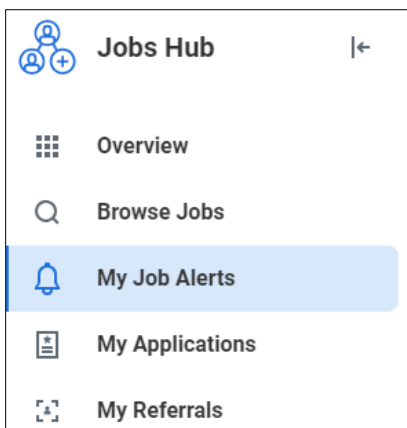 Jobs Hub
Overview
Browse Jobs
My Job Alerts
My Applications
My Referrals